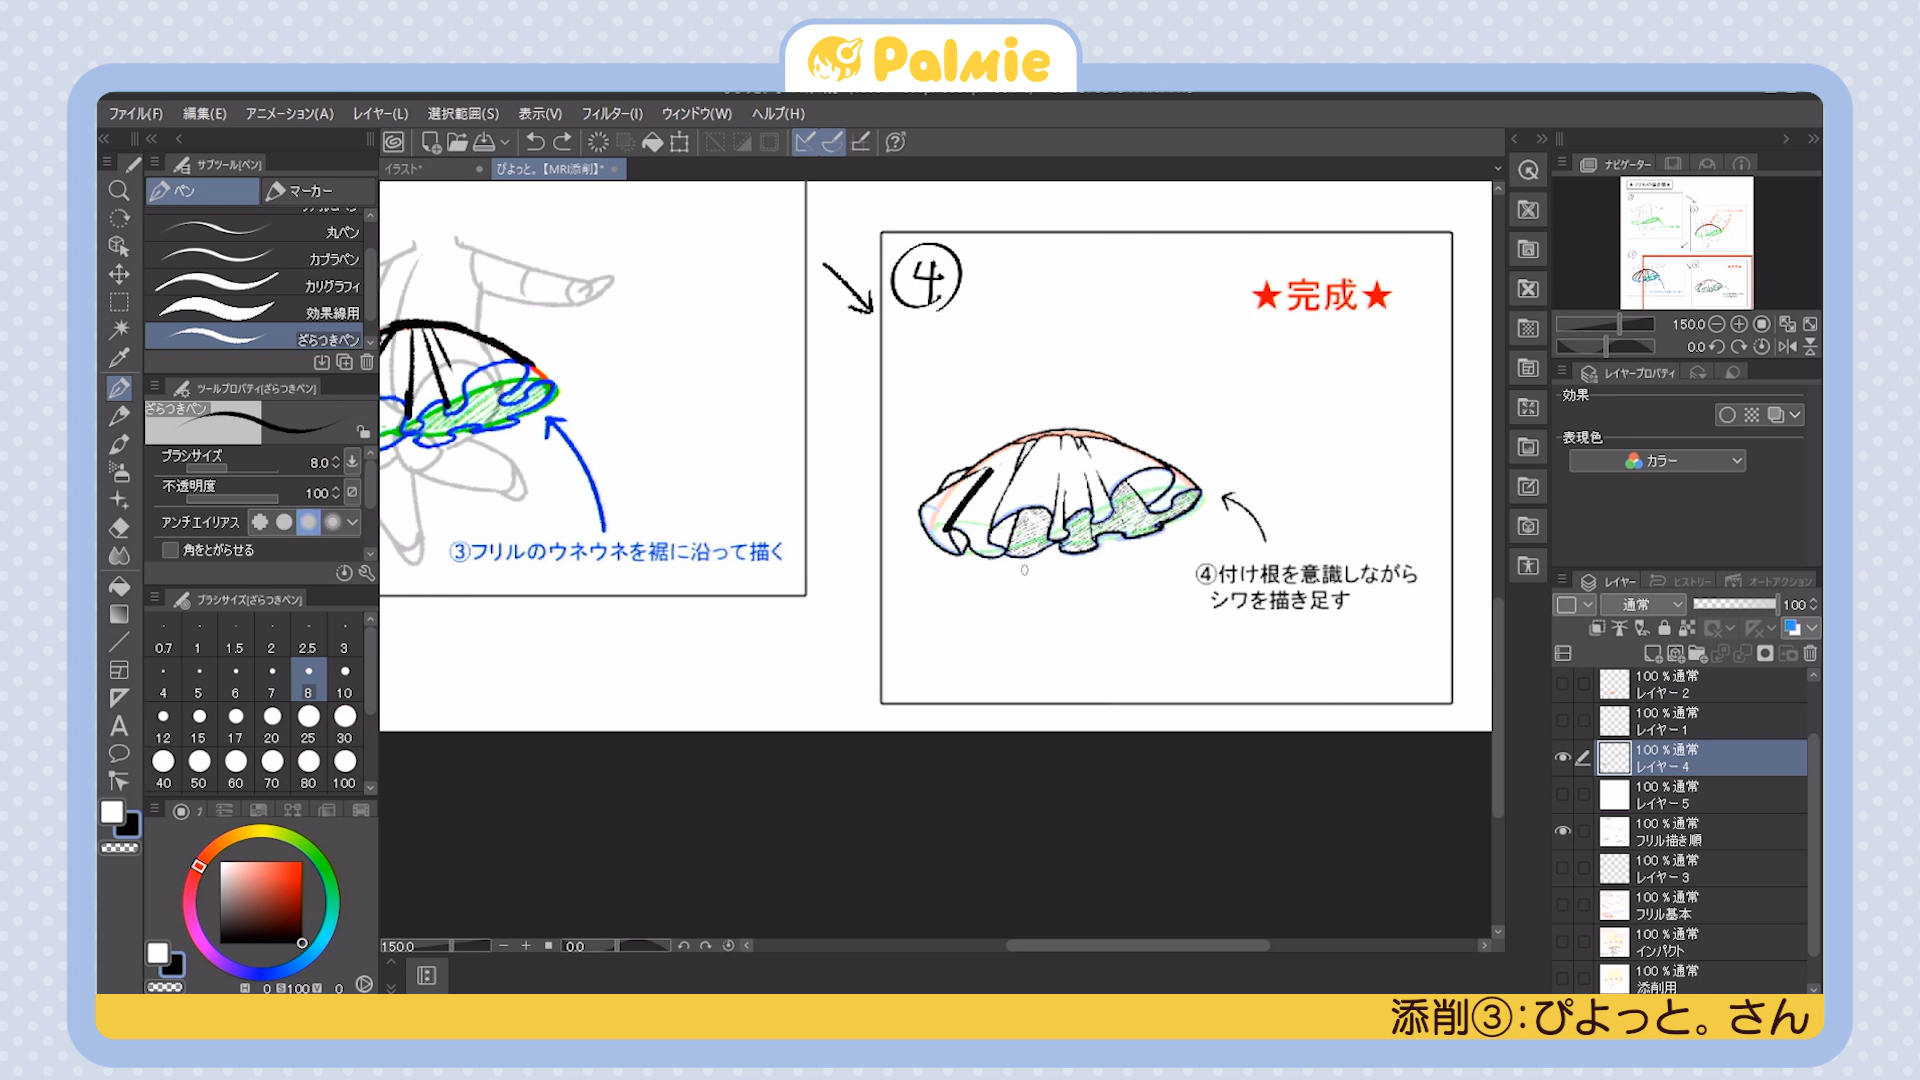 Palmie
ファイル(F) 編集(E) アニメーション(A) レイヤー(L) 選択範囲(S) 表示(V) フィルター(I) ウィンドウ(W) ヘルプ(H)
サブツール[ペン]
イラスト*
ぴよっと。【MRI添削】*
ナビゲーター
ペン
マーカー
丸ペン
カブラペン
カリグラフィ
効果線用
ざらつきペン
ツールプロパティ[ざらつきペン]
ざらつきペン
ブラシサイズ 8.0
不透明度 100
アンチエイリアス
角をとがらせる
ブラシサイズ[ざらつきペン]
0.7 1 1.5 2 2.5 3
4 5 6 7 8 10
12 15 17 20 25 30
40 50 60 70 80 100
H 0 S 100 V 0
③フリルのウネウネを裾に沿って描く
④
★完成★
④付け根を意識しながら
シワを描き足す
150.0
0.0
150.0
0.0
レイヤープロパティ
効果
表現色
カラー
レイヤー ヒストリー オートアクション
通常 100
100 %通常
レイヤー 2
100 %通常
レイヤー 1
100 %通常
レイヤー 4
100 %通常
レイヤー 5
100 %通常
フリル描き順
100 %通常
レイヤー 3
100 %通常
フリル基本
100 %通常
インパクト
100 %通常
添削用
添削③：ぴよっと。さん